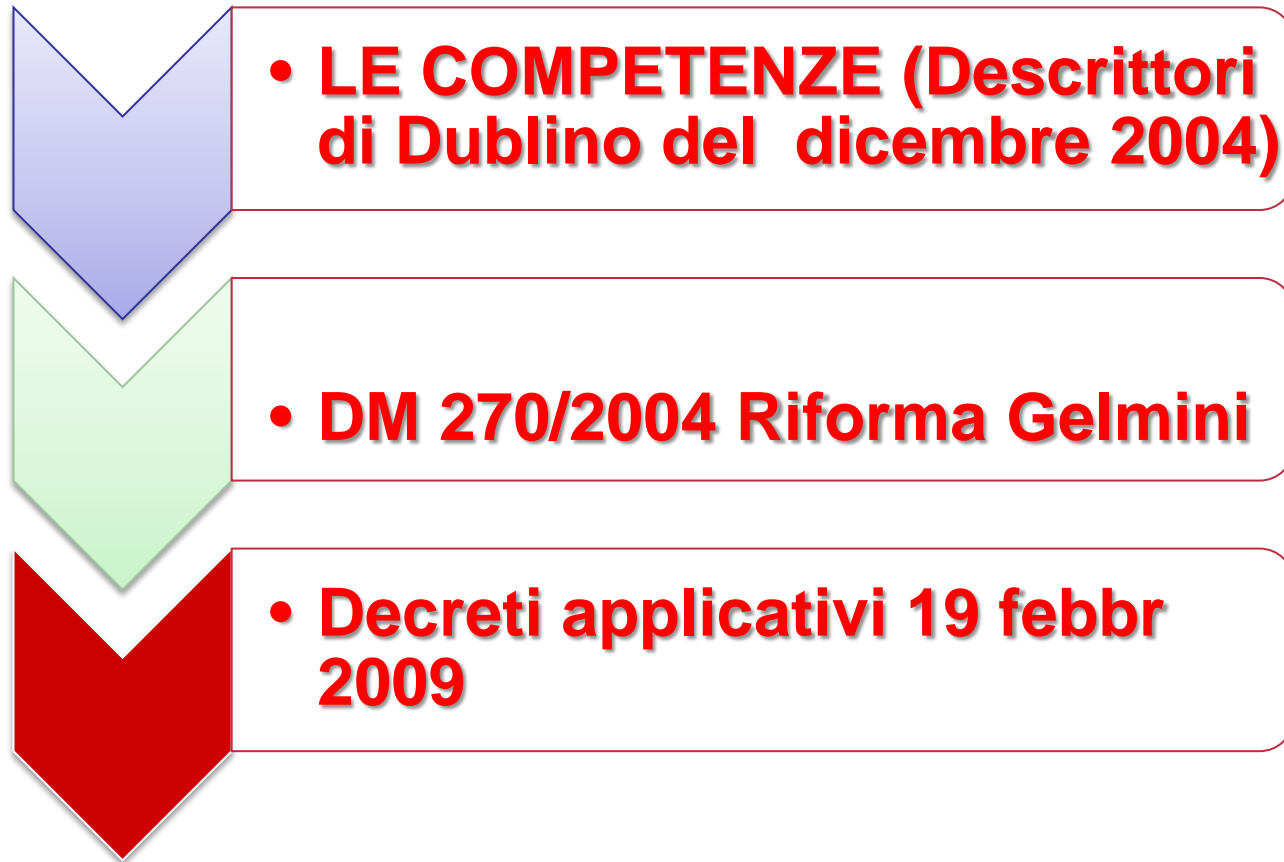 • LE COMPETENZE (Descrittori
di Dublino del dicembre 2004)
• DM 270/2004 Riforma Gelmini
• Decreti applicativi 19 febbr
2009